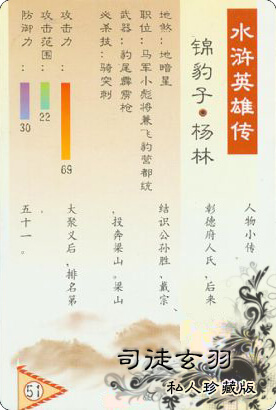 水浒英雄传
锦豹子·杨林
地煞：地暗星
职位：马军小彪将兼飞豹营都统
武器：豹尾霹雳枪
必杀技：骑突刺
攻击力：
69
攻击范围：
22
防御力：
30
人物小传
彰德府人氏，后来
结识公孙胜、戴宗、
投奔梁山。梁山
大聚义后，排名第
五十一。
51
司徒玄羽
私人珍藏版